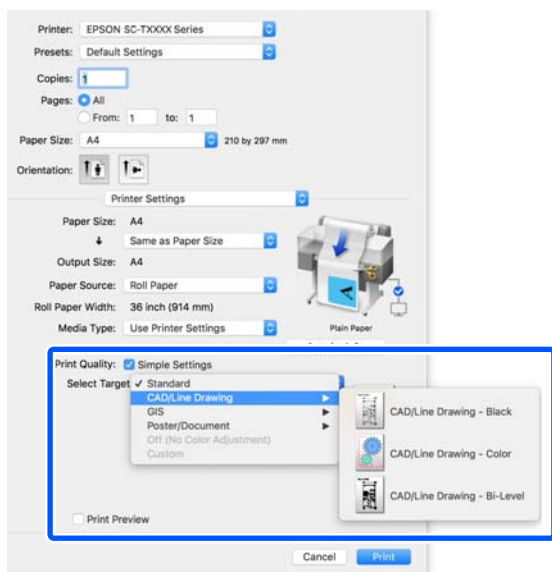 Printer: EPSON SC-TXXXX Series
Presets: Default Settings
Copies: 1
Pages: All
From: 1 to: 1
Paper Size: A4 210 by 297 mm
Orientation:
Printer Settings
Paper Size: A4
Same as Paper Size
Output Size: A4
Paper Source: Roll Paper
Roll Paper Width: 36 inch (914 mm)
Media Type: Use Printer Settings
Plain Paper
Print Quality: Simple Settings
Select Target Standard
CAD/Line Drawing
GIS
Poster/Document
Off (No Color Adjustment)
Custom
CAD/Line Drawing - Black
CAD/Line Drawing - Color
CAD/Line Drawing - Bi-Level
Print Preview
Cancel Print